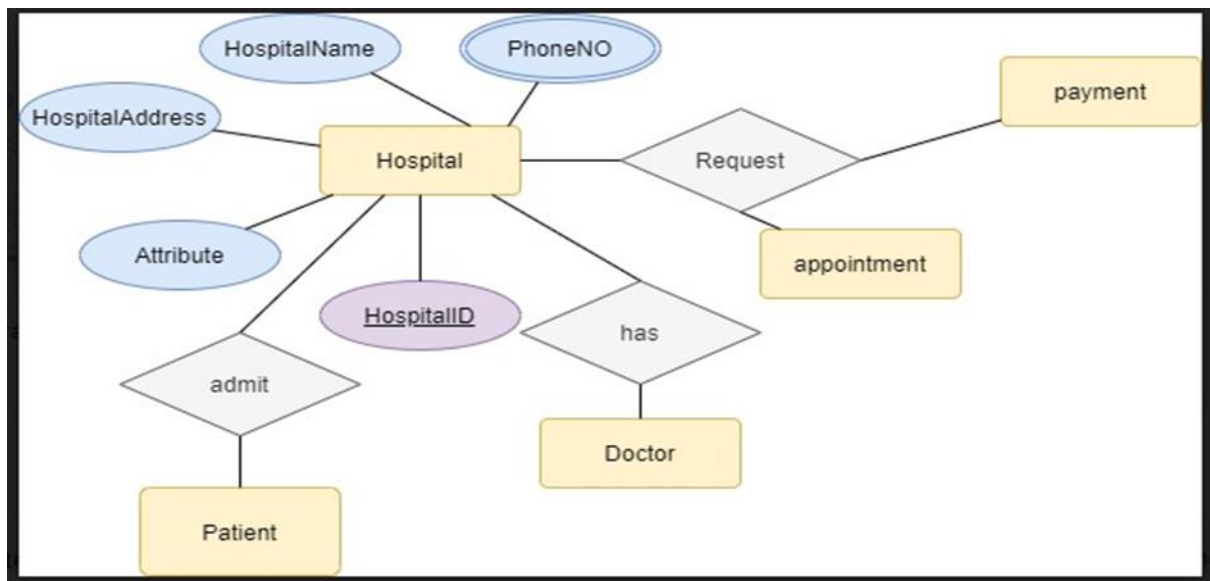 HospitalName
PhoneNO
payment
HospitalAddress
Hospital
Request
Attribute
appointment
HospitalID
has
admit
Doctor
Patient